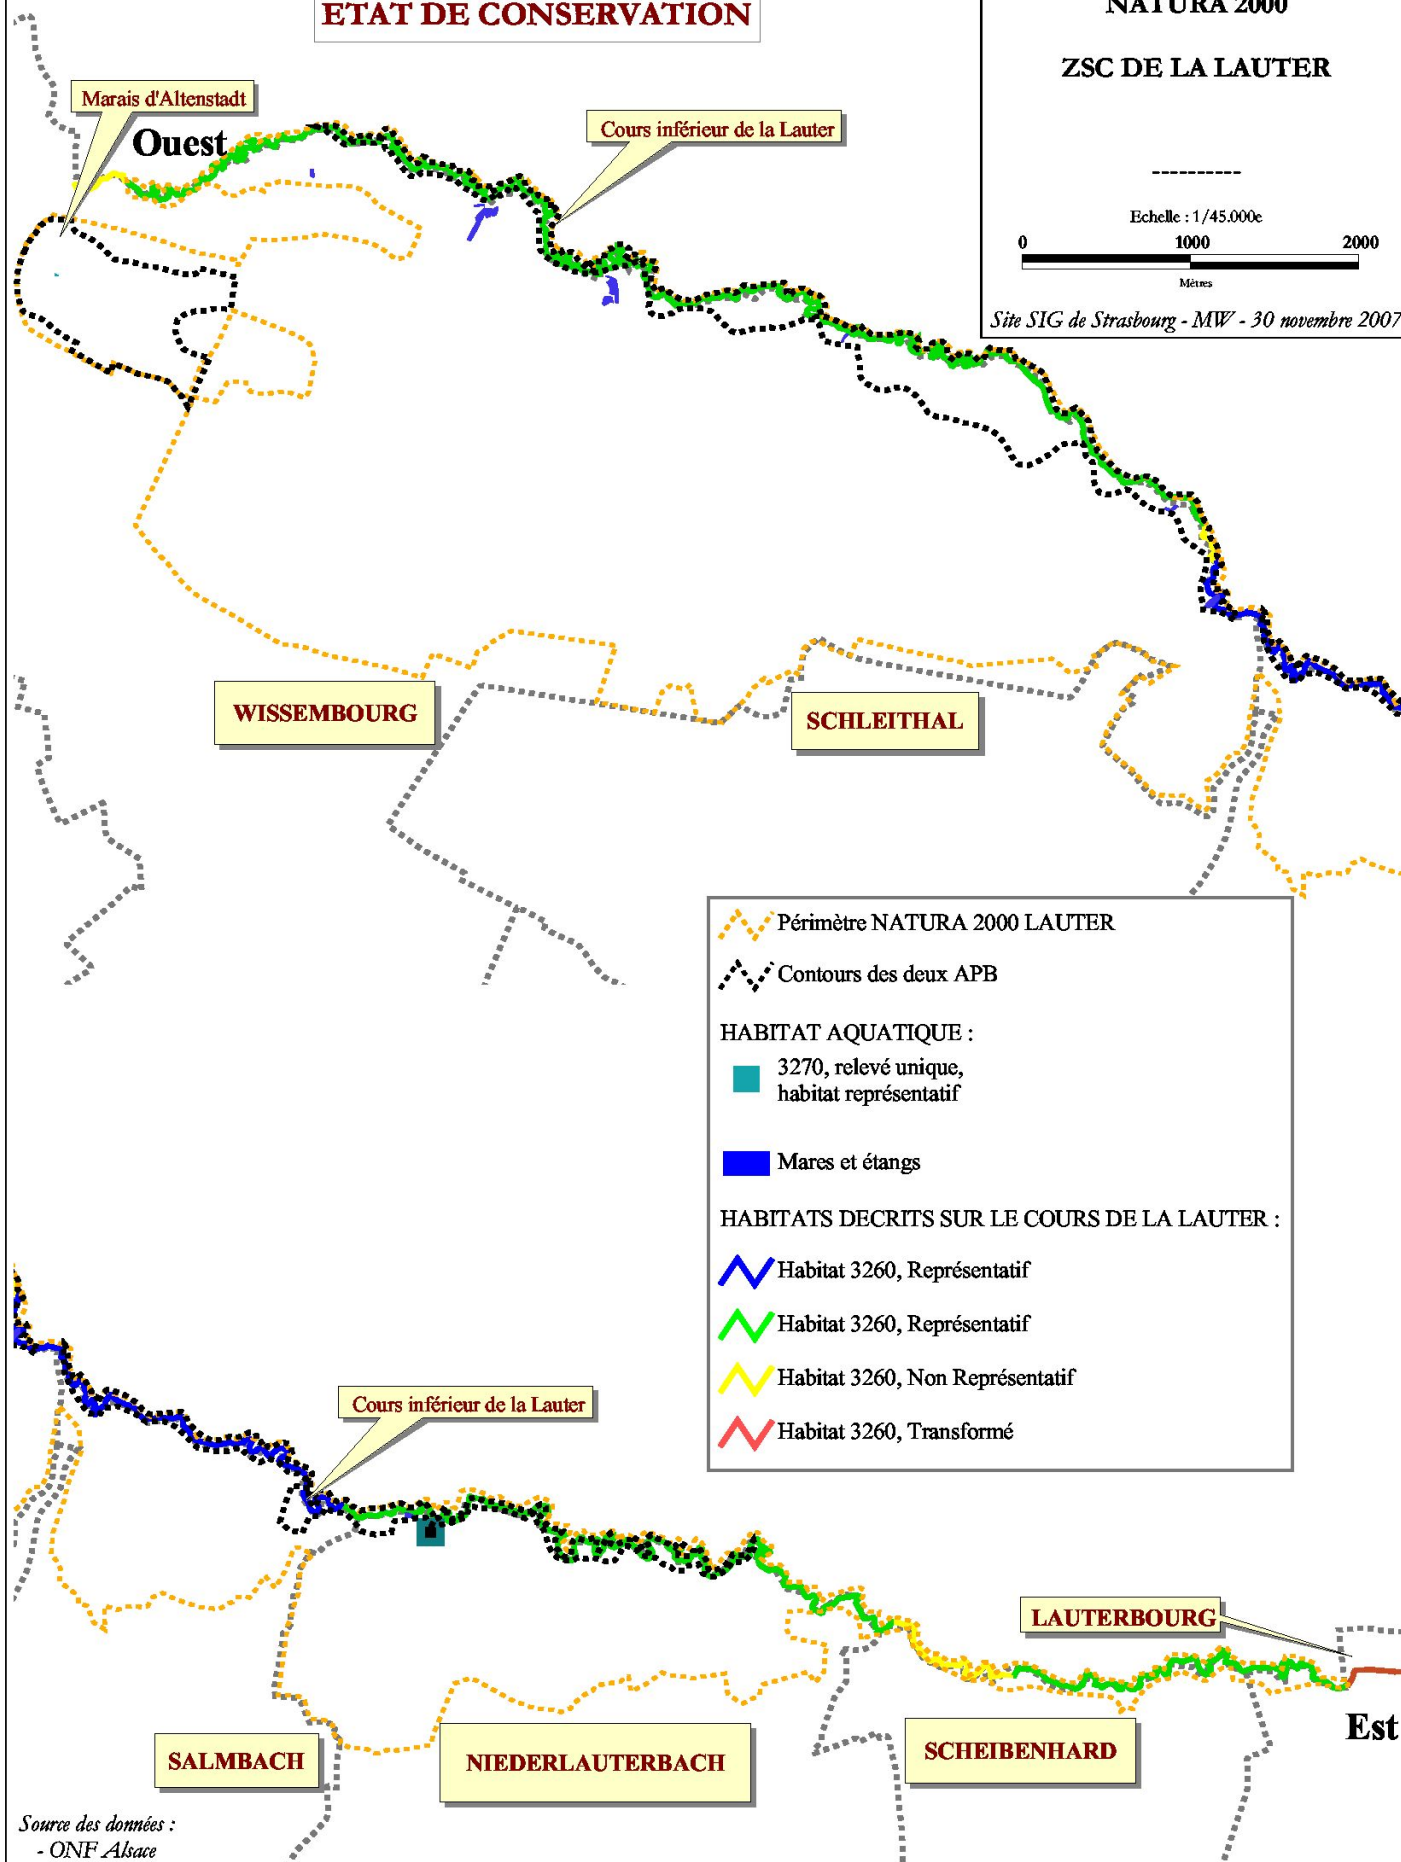 ETAT DE CONSERVATION
NATURA 2000
ZSC DE LA LAUTER
----------
Echelle : 1/45.000e
0 1000 2000
Mètres
Site SIG de Strasbourg - MW - 30 novembre 2007
Marais d'Altenstadt
Ouest
Cours inférieur de la Lauter
WISSEMBOURG
SCHLEITHAL
Périmètre NATURA 2000 LAUTER
Contours des deux APB
HABITAT AQUATIQUE :
3270, relevé unique,
habitat représentatif
Mares et étangs
HABITATS DECRITS SUR LE COURS DE LA LAUTER :
Habitat 3260, Représentatif
Habitat 3260, Représentatif
Habitat 3260, Non Représentatif
Habitat 3260, Transformé
Cours inférieur de la Lauter
LAUTERBOURG
Est
SALMBACH
NIEDERLAUTERBACH
SCHEIBENHARD
Source des données :
- ONF Alsace